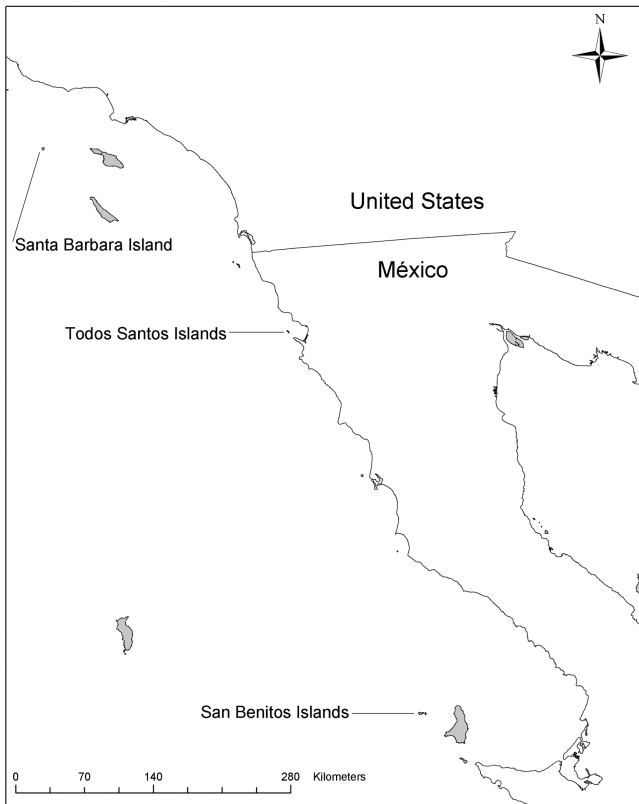 N
United States
Santa Barbara Island
México
Todos Santos Islands
San Benitos Islands
0 70 140 280 Kilometers